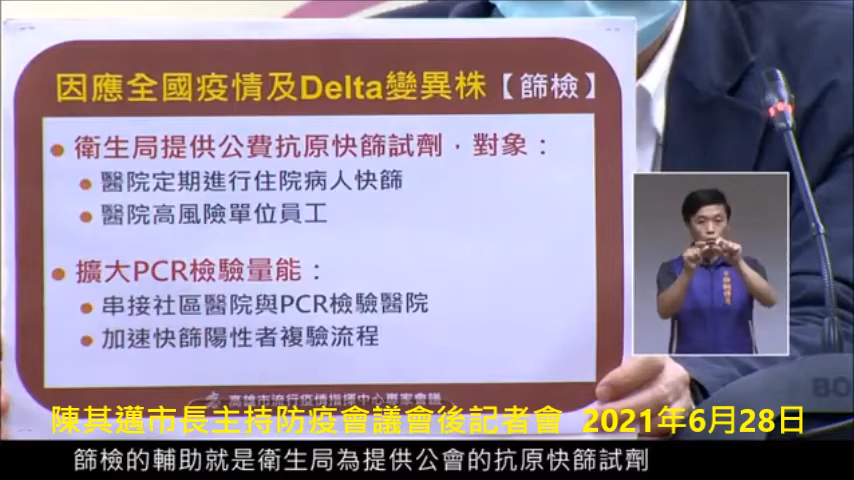 因應全國疫情及Delta變異株【篩檢】
● 衛生局提供公費抗原快篩試劑，對象：
● 醫院定期進行住院病人快篩
● 醫院高風險單位員工
● 擴大PCR檢驗量能：
● 串接社區醫院與PCR檢驗醫院
● 加速快篩陽性者複驗流程
高雄市流行疫情指揮中心專家會議
陳其邁市長主持防疫會議會後記者會 2021年6月28日
篩檢的輔助就是衛生局為提供公會的抗原快篩試劑